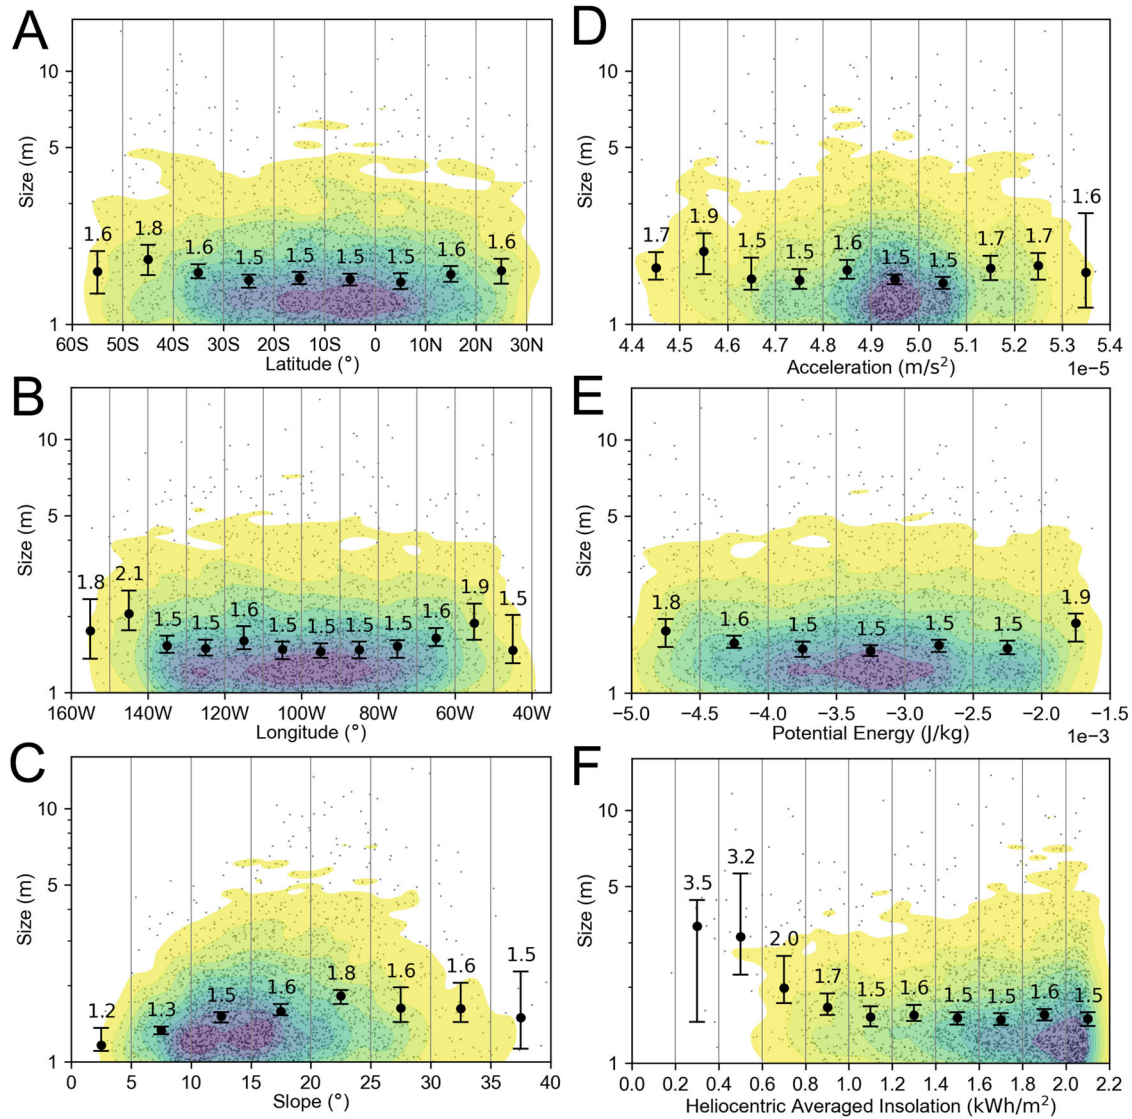 A
Size (m)
10
5
1
1.6 1.8 1.6 1.5 1.5 1.5 1.5 1.6 1.6
60S 50S 40S 30S 20S 10S 0 10N 20N 30N
Latitude (°)
D
Size (m)
10
5
1
1.7 1.9 1.5 1.5 1.6 1.5 1.5 1.7 1.7 1.6
4.4 4.5 4.6 4.7 4.8 4.9 5.0 5.1 5.2 5.3 5.4
Acceleration (m/s²)
1e−5
B
Size (m)
10
5
1
1.8 2.1 1.5 1.5 1.6 1.5 1.5 1.5 1.5 1.6 1.9 1.5
160W 140W 120W 100W 80W 60W 40W
Longitude (°)
E
Size (m)
10
5
1
1.8 1.6 1.5 1.5 1.5 1.5 1.9
−5.0 −4.5 −4.0 −3.5 −3.0 −2.5 −2.0 −1.5
Potential Energy (J/kg)
1e−3
C
Size (m)
10
5
1
1.2 1.3 1.5 1.6 1.8 1.6 1.6 1.5
0 5 10 15 20 25 30 35 40
Slope (°)
F
Size (m)
10
5
1
3.5 3.2 2.0 1.7 1.5 1.6 1.5 1.5 1.6 1.5
0.0 0.2 0.4 0.6 0.8 1.0 1.2 1.4 1.6 1.8 2.0 2.2
Heliocentric Averaged Insolation (kWh/m²)